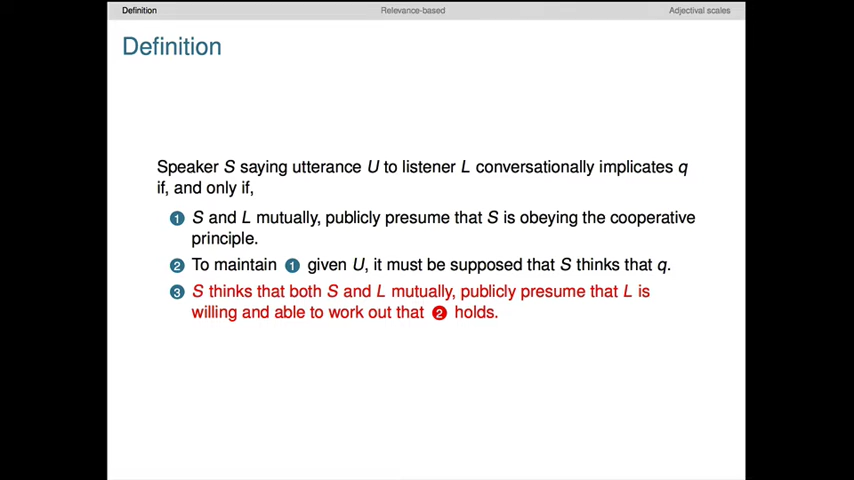 Definition Relevance-based Adjectival scales
Definition
Speaker S saying utterance U to listener L conversationally implicates q
if, and only if,
1 S and L mutually, publicly presume that S is obeying the cooperative
principle.
2 To maintain 1 given U, it must be supposed that S thinks that q.
3 S thinks that both S and L mutually, publicly presume that L is
willing and able to work out that 2 holds.